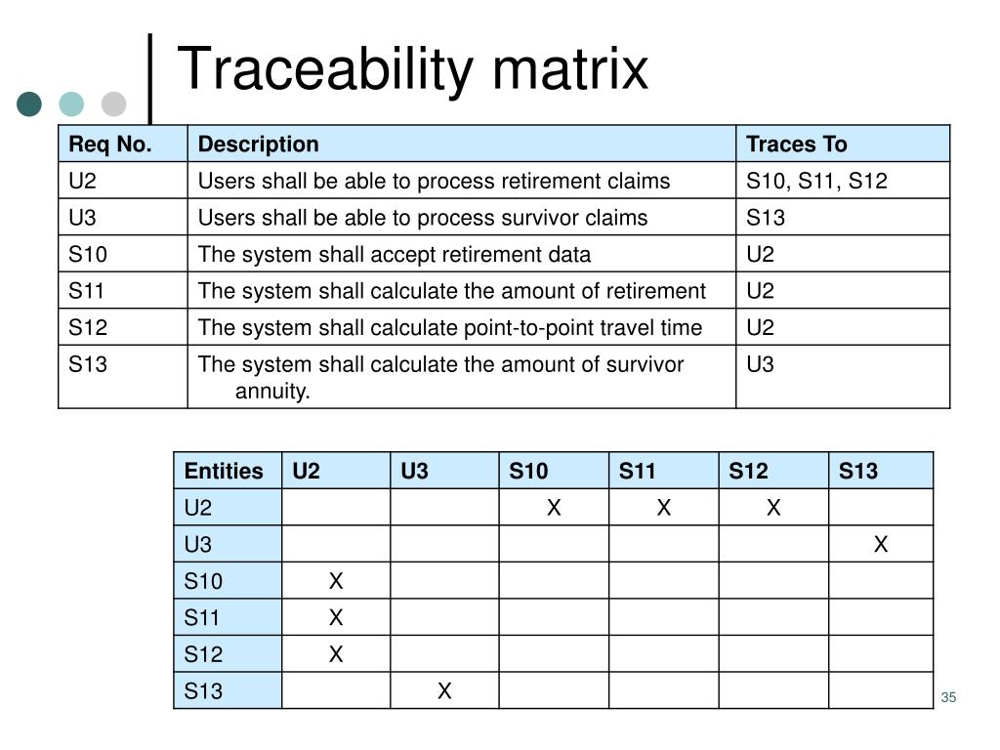 Traceability matrix
Req No. Description Traces To
U2 Users shall be able to process retirement claims S10, S11, S12
U3 Users shall be able to process survivor claims S13
S10 The system shall accept retirement data U2
S11 The system shall calculate the amount of retirement U2
S12 The system shall calculate point-to-point travel time U2
S13 The system shall calculate the amount of survivor U3
annuity.
Entities U2 U3 S10 S11 S12 S13
U2 X X X
U3 X
S10 X
S11 X
S12 X
S13 X
35